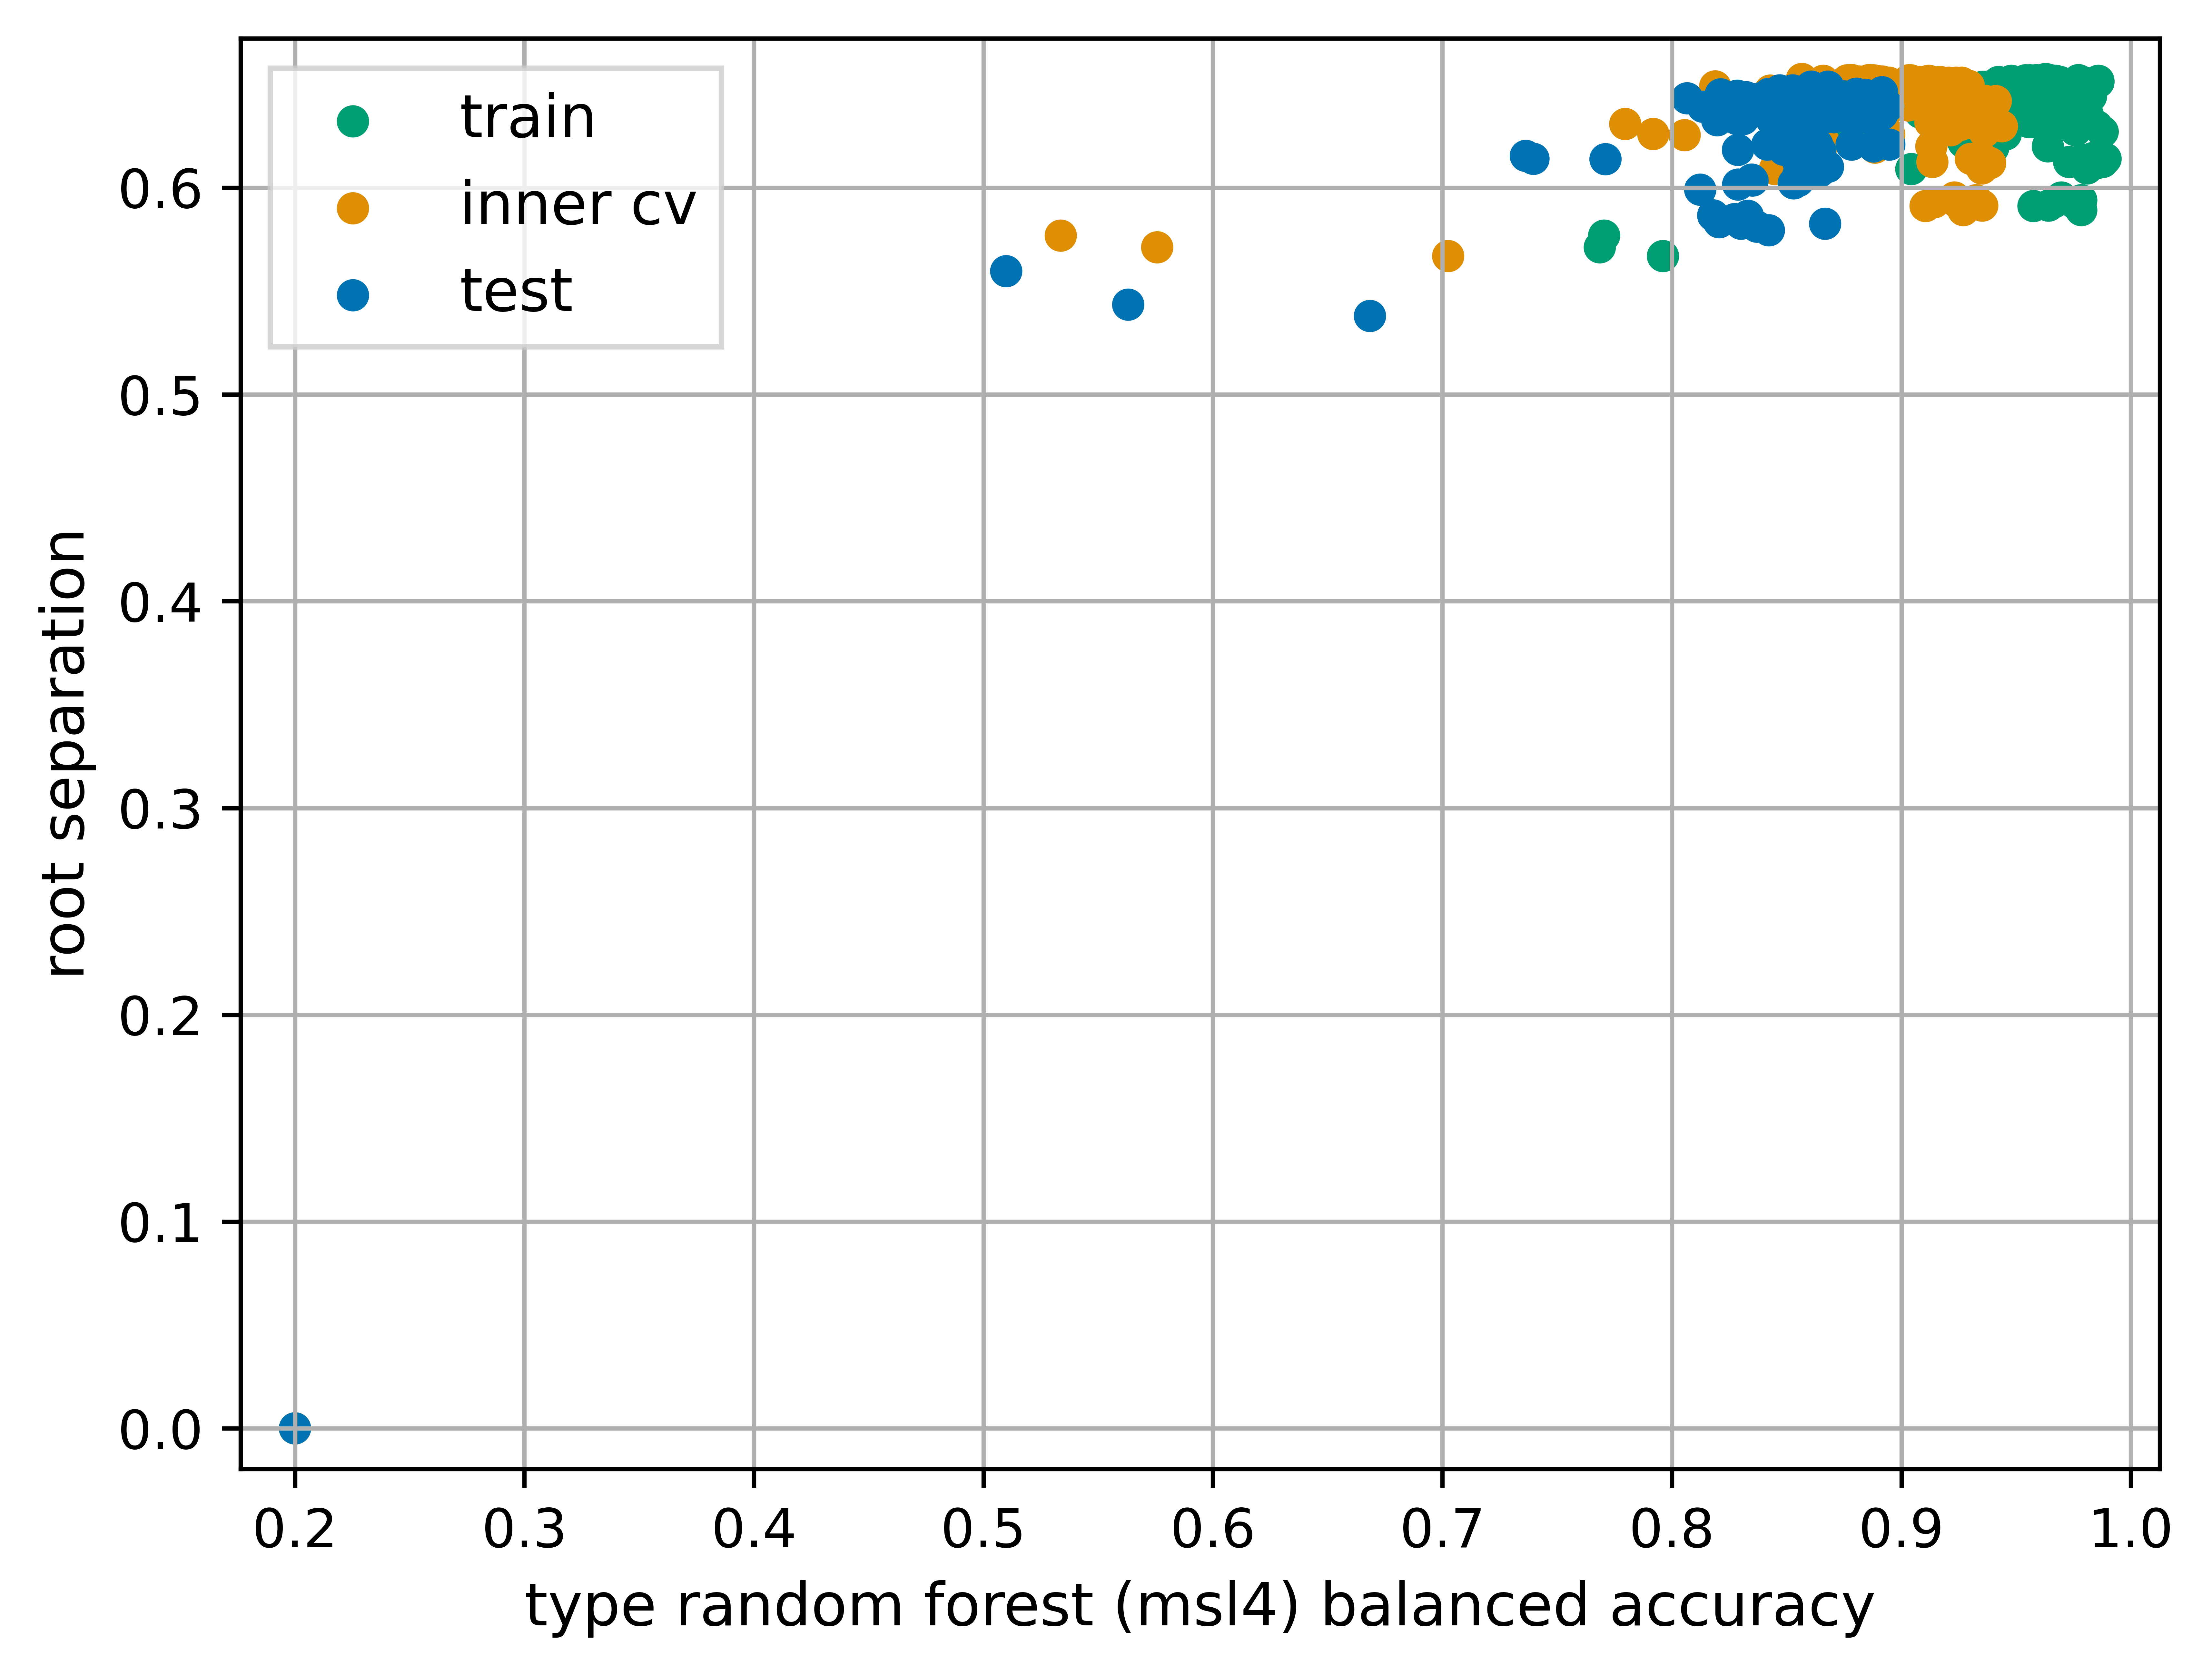 train
inner cv
test
0.6
0.5
0.4
0.3
0.2
0.1
0.0
root separation
0.2 0.3 0.4 0.5 0.6 0.7 0.8 0.9 1.0
type random forest (msl4) balanced accuracy